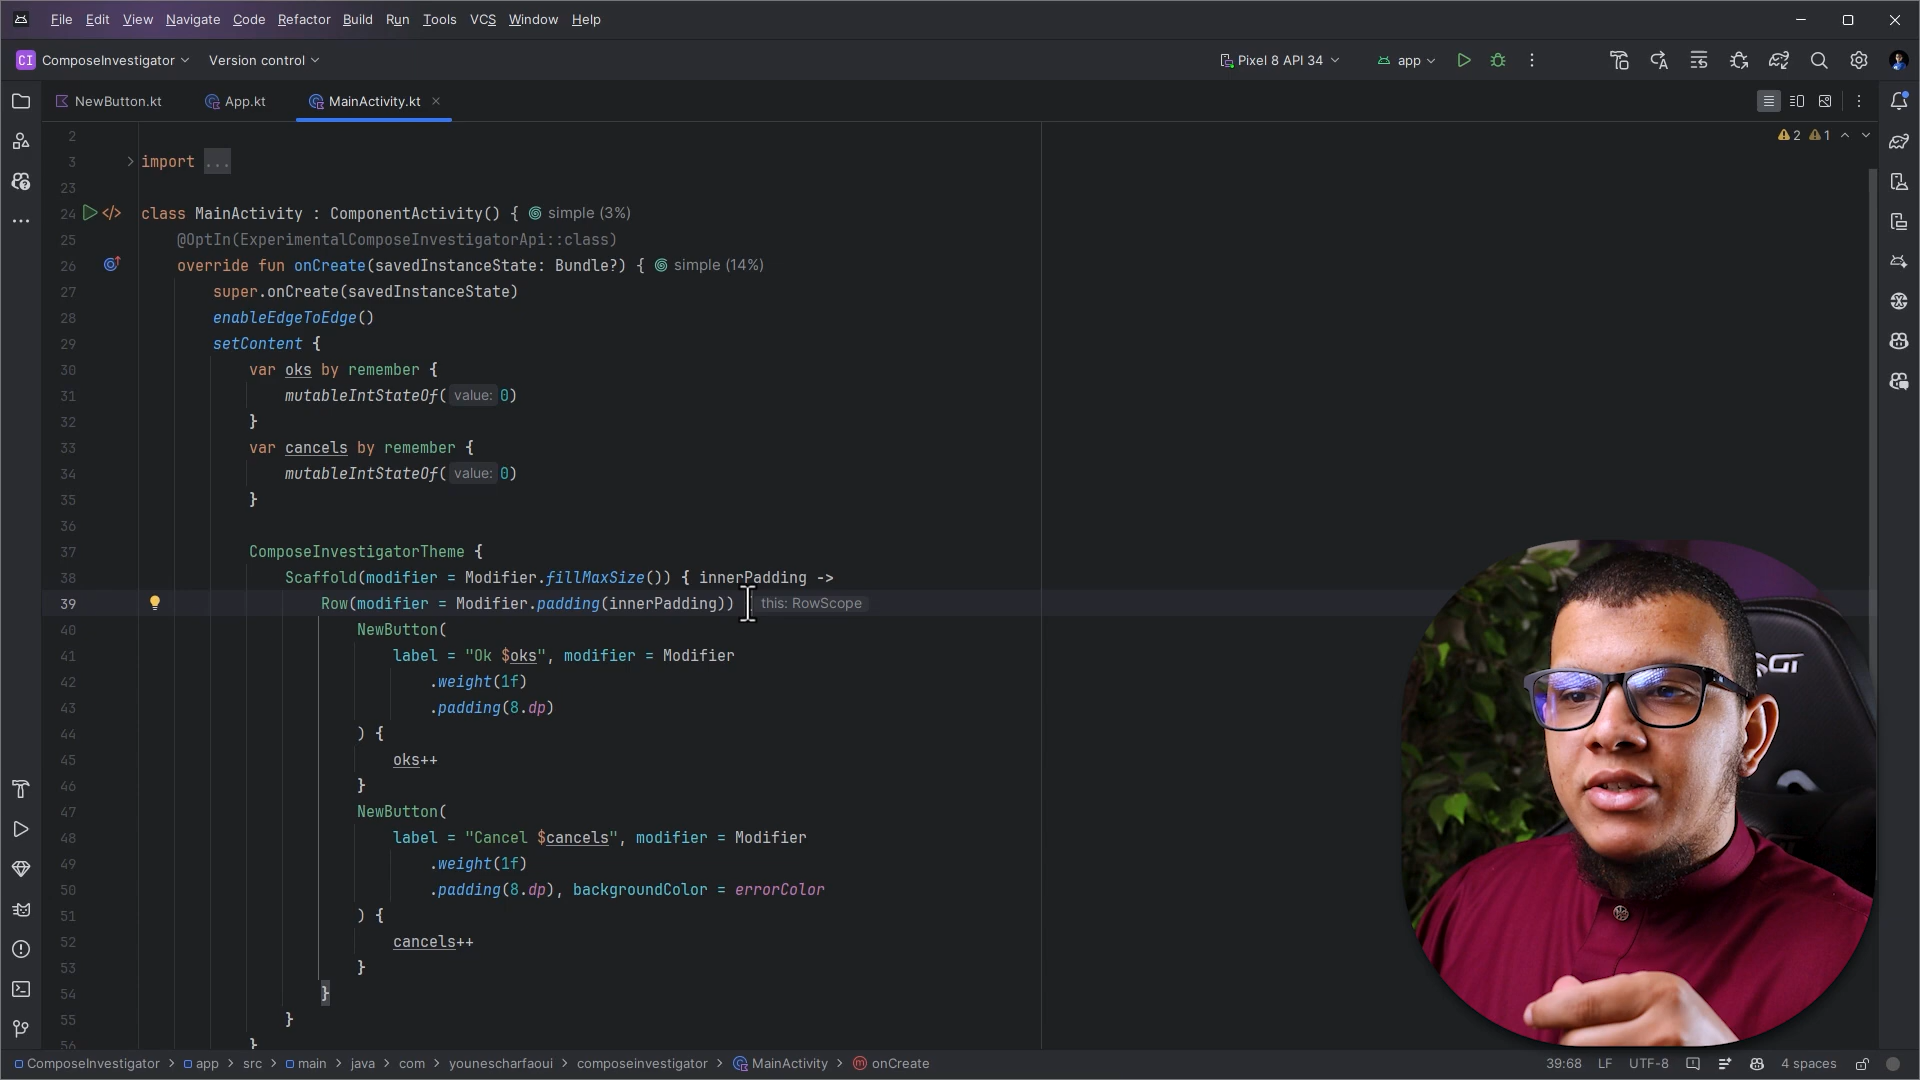 File Edit View Navigate Code Refactor Build Run Tools VCS Window Help
CI ComposeInvestigator Version control Pixel 8 API 34 app
NewButton.kt App.kt MainActivity.kt
2 1
2
3 import ...
23
24 class MainActivity : ComponentActivity() { simple (3%)
25 @OptIn(ExperimentalComposeInvestigatorApi::class)
26 override fun onCreate(savedInstanceState: Bundle?) { simple (14%)
27 super.onCreate(savedInstanceState)
28 enableEdgeToEdge()
29 setContent {
30 var oks by remember {
31 mutableIntStateOf( value: 0)
32 }
33 var cancels by remember {
34 mutableIntStateOf( value: 0)
35 }
36
37 ComposeInvestigatorTheme {
38 Scaffold(modifier = Modifier.fillMaxSize()) { innerPadding ->
39 Row(modifier = Modifier.padding(innerPadding)) this: RowScope
40 NewButton(
41 label = "Ok $oks", modifier = Modifier
42 .weight(1f)
43 .padding(8.dp)
44 ) {
45 oks++
46 }
47 NewButton(
48 label = "Cancel $cancels", modifier = Modifier
49 .weight(1f)
50 .padding(8.dp), backgroundColor = errorColor
51 ) {
52 cancels++
53 }
54 }
55 }
56 }
ComposeInvestigator > app > src > main > java > com > younescharfaoui > composeinvestigator > MainActivity > onCreate 39:68 LF UTF-8 4 spaces